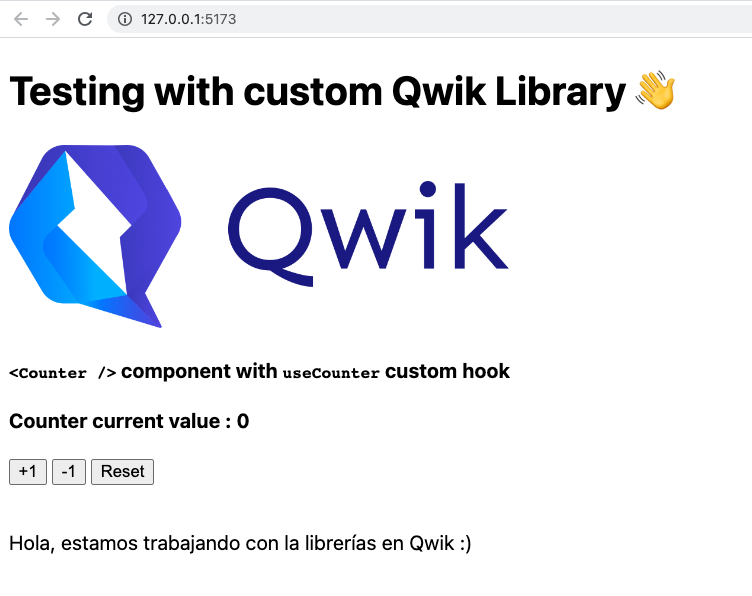 127.0.0.1:5173
Testing with custom Qwik Library 👋
Qwik
<Counter /> component with useCounter custom hook
Counter current value : 0
+1 -1 Reset
Hola, estamos trabajando con la librerías en Qwik :)